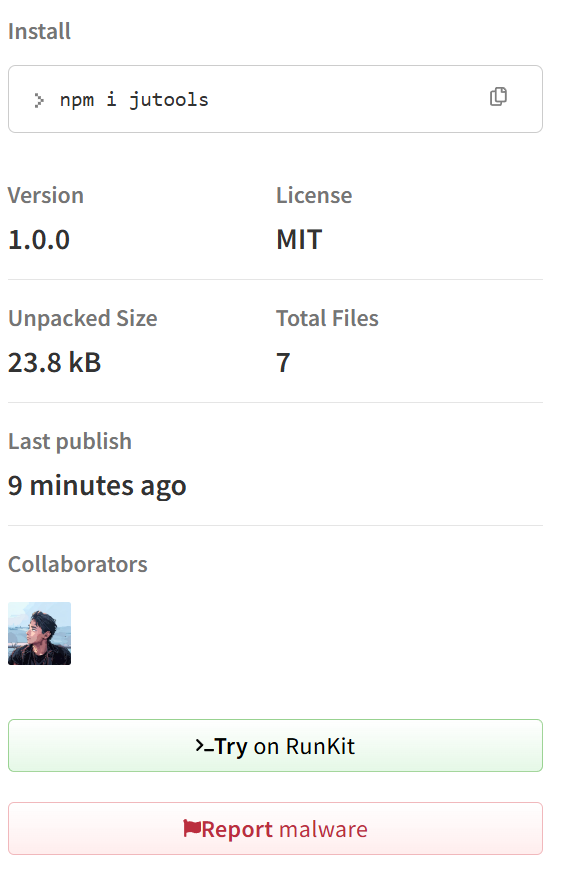 Install
> npm i jutools
Version
License
1.0.0
MIT
Unpacked Size
Total Files
23.8 kB
7
Last publish
9 minutes ago
Collaborators
>_Try on RunKit
Report malware